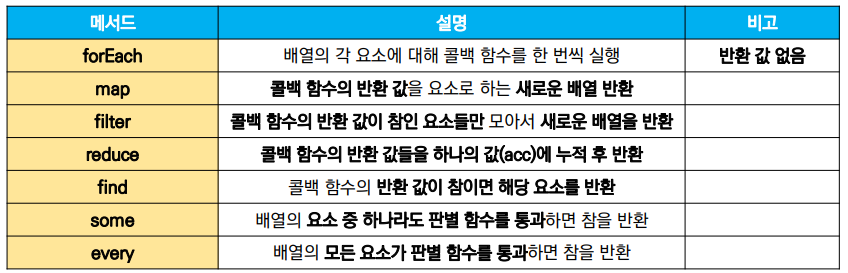 메서드 설명 비고
forEach 배열의 각 요소에 대해 콜백 함수를 한 번씩 실행 반환 값 없음
map 콜백 함수의 반환 값을 요소로 하는 새로운 배열 반환
filter 콜백 함수의 반환 값이 참인 요소들만 모아서 새로운 배열을 반환
reduce 콜백 함수의 반환 값들을 하나의 값(acc)에 누적 후 반환
find 콜백 함수의 반환 값이 참이면 해당 요소를 반환
some 배열의 요소 중 하나라도 판별 함수를 통과하면 참을 반환
every 배열의 모든 요소가 판별 함수를 통과하면 참을 반환